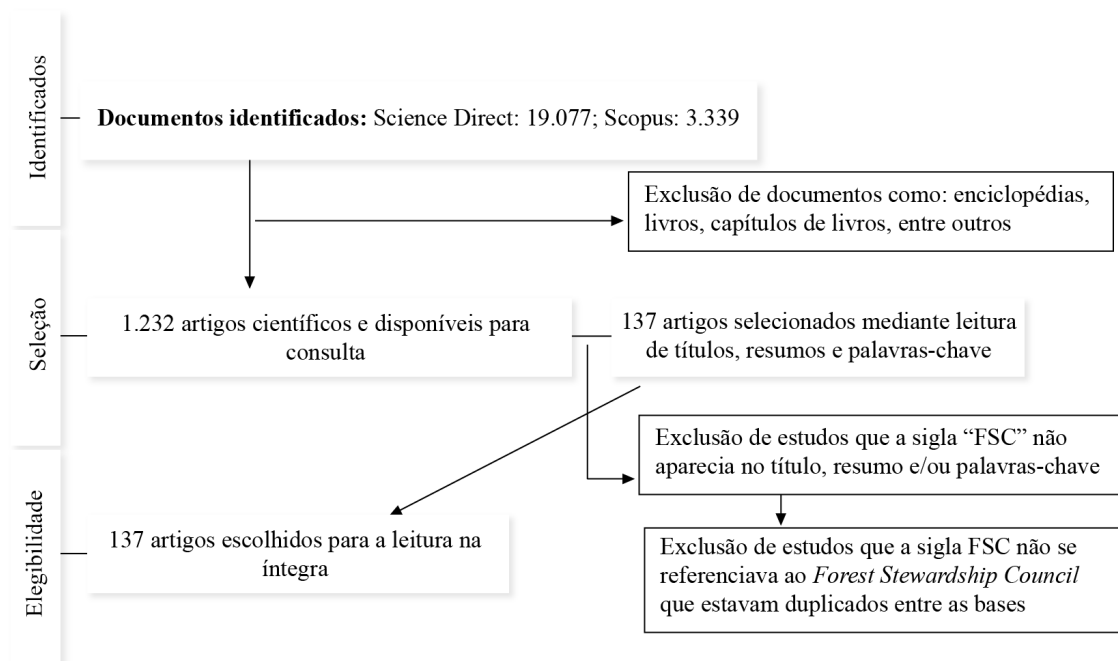 Identificados
Documentos identificados: Science Direct: 19.077; Scopus: 3.339
Exclusão de documentos como: enciclopédias,
livros, capítulos de livros, entre outros
Seleção
1.232 artigos científicos e disponíveis para
consulta
137 artigos selecionados mediante leitura
de títulos, resumos e palavras-chave
Exclusão de estudos que a sigla “FSC” não
aparecia no título, resumo e/ou palavras-chave
Elegibilidade
137 artigos escolhidos para a leitura na
íntegra
Exclusão de estudos que a sigla FSC não se
referenciava ao Forest Stewardship Council
que estavam duplicados entre as bases